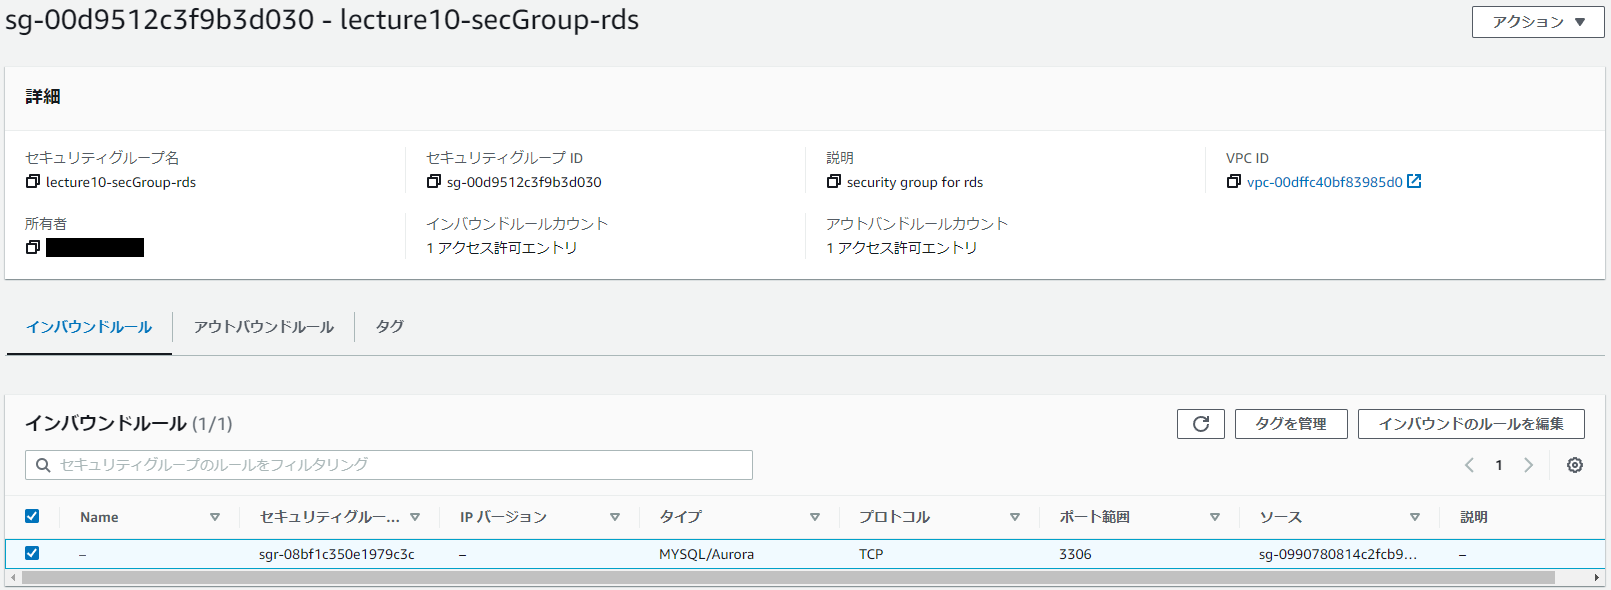 sg-00d9512c3f9b3d030 - lecture10-secGroup-rds
アクション ▼
詳細
セキュリティグループ名
lecture10-secGroup-rds
セキュリティグループ ID
sg-00d9512c3f9b3d030
説明
security group for rds
VPC ID
vpc-00dffc40bf83985d0
所有者
インバウンドルールカウント
1 アクセス許可エントリ
アウトバンドルールカウント
1 アクセス許可エントリ
インバウンドルール アウトバウンドルール タグ
インバウンドルール (1/1)
タグを管理 インバウンドのルールを編集
セキュリティグループのルールをフィルタリング
1
Name セキュリティグルー... IP バージョン タイプ プロトコル ポート範囲 ソース 説明
– sgr-08bf1c350e1979c3c – MYSQL/Aurora TCP 3306 sg-0990780814c2fcb9... –